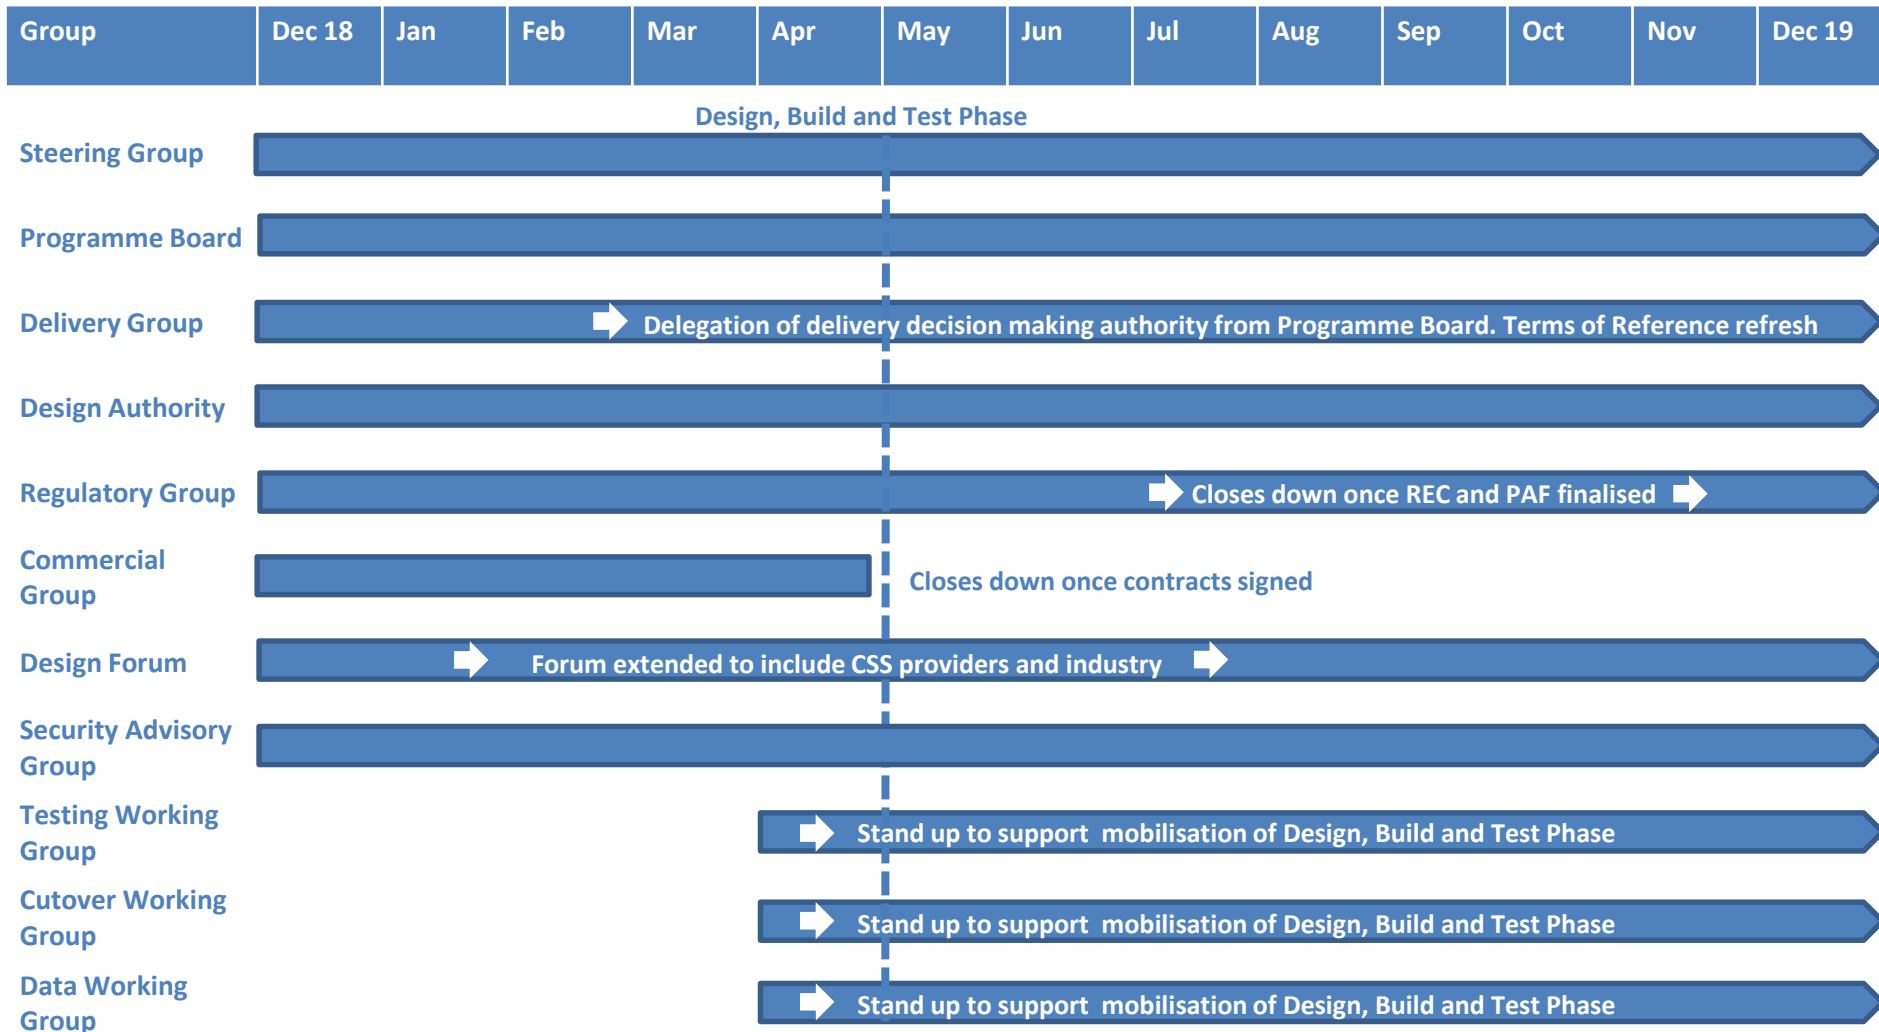 Group Dec 18 Jan Feb Mar Apr May Jun Jul Aug Sep Oct Nov Dec 19
Design, Build and Test Phase
Steering Group
Programme Board
Delivery Group
Delegation of delivery decision making authority from Programme Board. Terms of Reference refresh
Design Authority
Regulatory Group
Closes down once REC and PAF finalised
Commercial
Group
Closes down once contracts signed
Design Forum
Forum extended to include CSS providers and industry
Security Advisory
Group
Testing Working
Group
Stand up to support  mobilisation of Design, Build and Test Phase
Cutover Working
Group
Stand up to support  mobilisation of Design, Build and Test Phase
Data Working
Group
Stand up to support  mobilisation of Design, Build and Test Phase